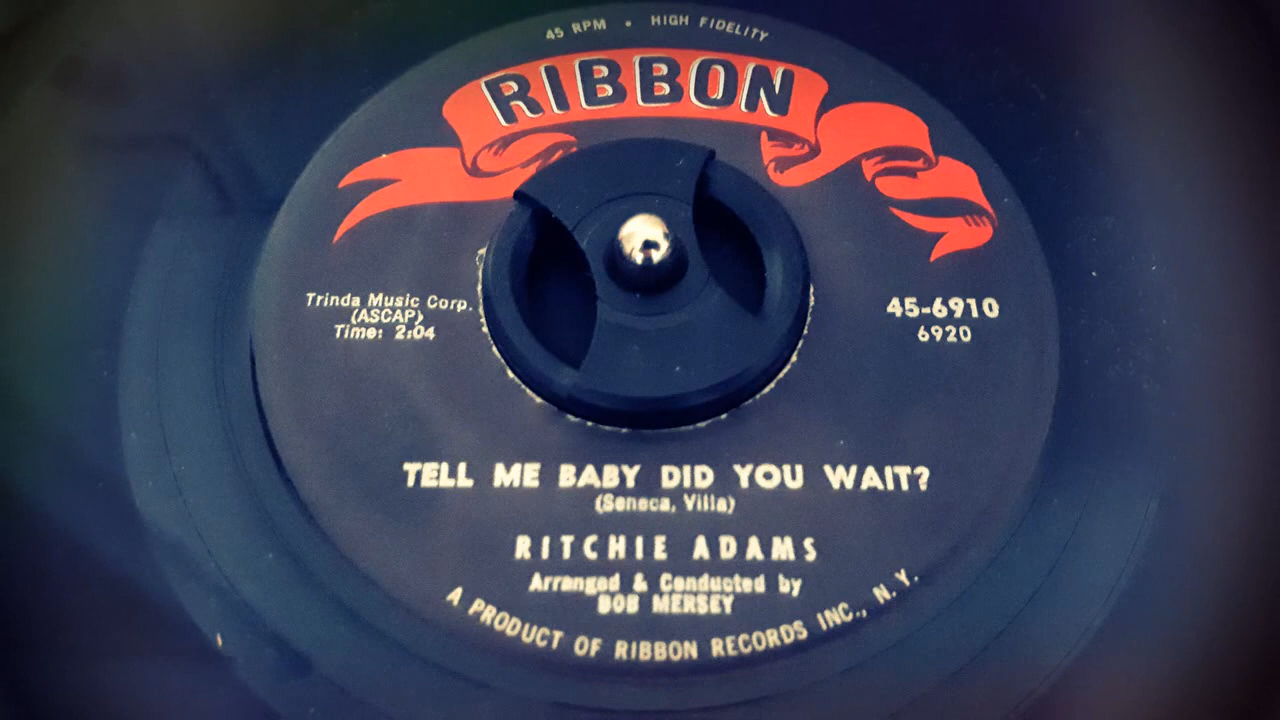 45 RPM • HIGH FIDELITY
RIBBON
Trinda Music Corp.
(ASCAP)
Time: 2:04
45-6910
6920
TELL ME BABY DID YOU WAIT?
(Seneca, Villa)
RITCHIE ADAMS
Arranged & Conducted by
BOB MERSEY
A PRODUCT OF RIBBON RECORDS INC., N.Y.